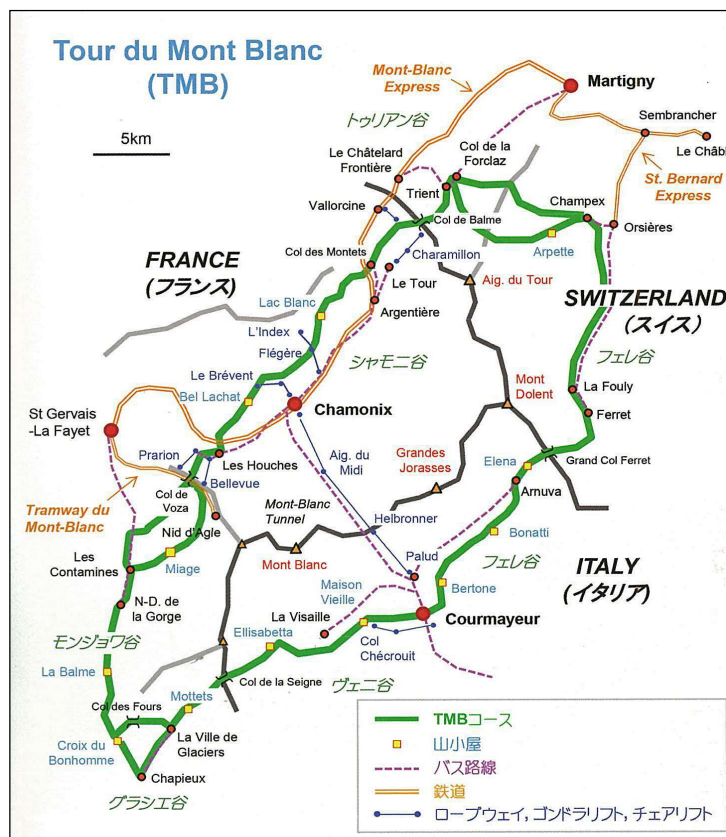 Tour du Mont Blanc
(TMB)
5km
Mont-Blanc
Express
Martigny
トゥリアン谷
Sembrancher
Le Châbl
Col de la
Forclaz
Le Châtelard
Frontière
St. Bernard
Express
Trient
Champex
Vallorcine
Col de Balme
Orsières
Arpette
Col des Montets
Charamillon
FRANCE
(フランス)
Le Tour
Aig. du Tour
Lac Blanc
Argentière
SWITZERLAND
(スイス)
L'Index
Flégère
シャモニ谷
フェレ谷
Le Brévent
Bel Lachat
Mont
Dolent
La Fouly
St Gervais
-La Fayet
Chamonix
Ferret
Prarion
Les Houches
Aig. du
Midi
Grandes
Jorasses
Elena
Grand Col Ferret
Col de
Voza
Bellevue
Arnuva
Tramway du
Mont-Blanc
Mont-Blanc
Tunnel
Nid d'Aigle
Helbronner
Bonatti
Les
Contamines
Miage
Mont Blanc
Palud
フェレ谷
ITALY
(イタリア)
Maison
Vieille
Bertone
N-D. de
la Gorge
La Visaille
Courmayeur
モンジョワ谷
Ellisabetta
Col
Chécrouit
La Balme
Col de la Seigne
ヴェニ谷
Mottets
Col des Fours
Croix du
Bonhomme
La Ville de
Glaciers
Chapieux
グラシエ谷
TMBコース
山小屋
バス路線
鉄道
ロープウェイ,ゴンドラリフト,チェアリフト